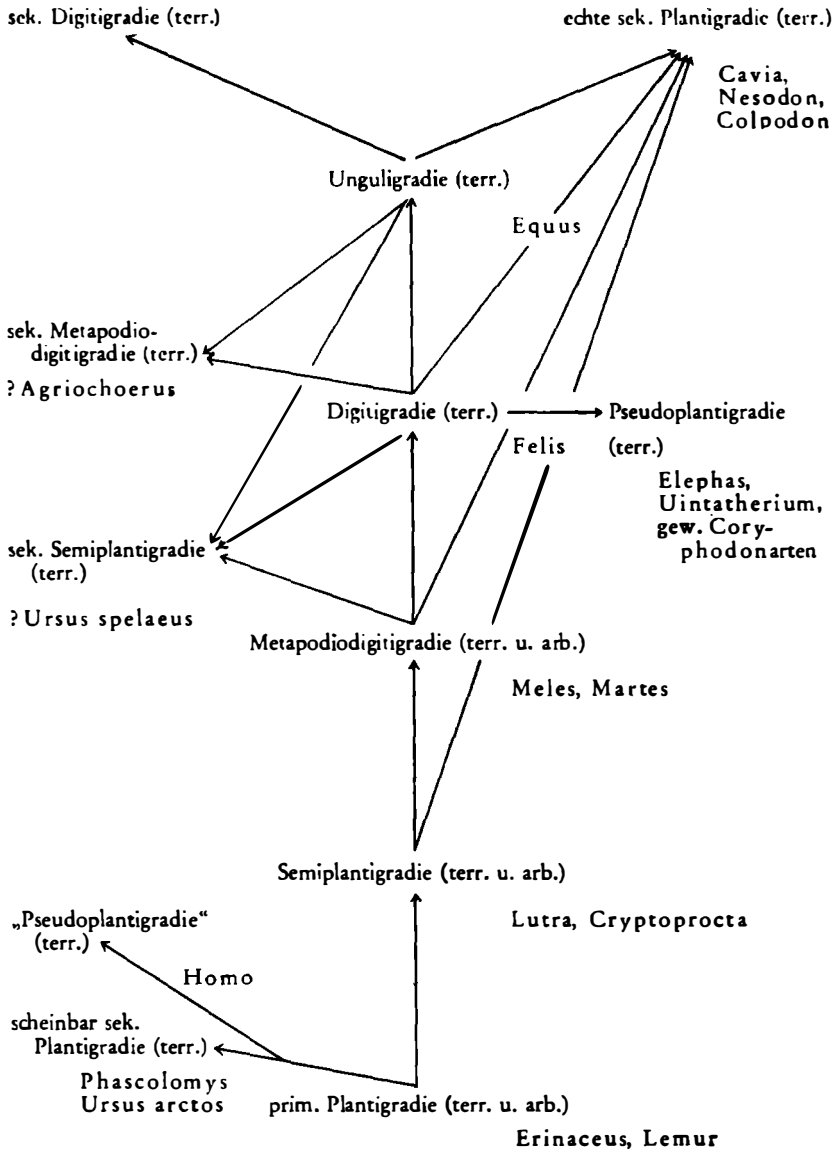 sek. Digitigradie (terr.)
echte sek. Plantigradie (terr.)
Cavia,
Nesodon,
Colpodon
Unguligradie (terr.)
Equus
sek. Metapodio-
digitigradie (terr.)
? Agriochoerus
Digitigradie (terr.)
Pseudoplantigradie
(terr.)
Felis
Elephas,
Uintatherium,
gew. Cory-
phodonarten
sek. Semiplantigradie
(terr.)
? Ursus spelaeus
Metapodiodigitigradie (terr. u. arb.)
Meles, Martes
Semiplantigradie (terr. u. arb.)
Lutra, Cryptoprocta
„Pseudoplantigradie“
(terr.)
Homo
scheinbar sek.
Plantigradie (terr.)
Phascolomys
Ursus arctos
prim. Plantigradie (terr. u. arb.)
Erinaceus, Lemur